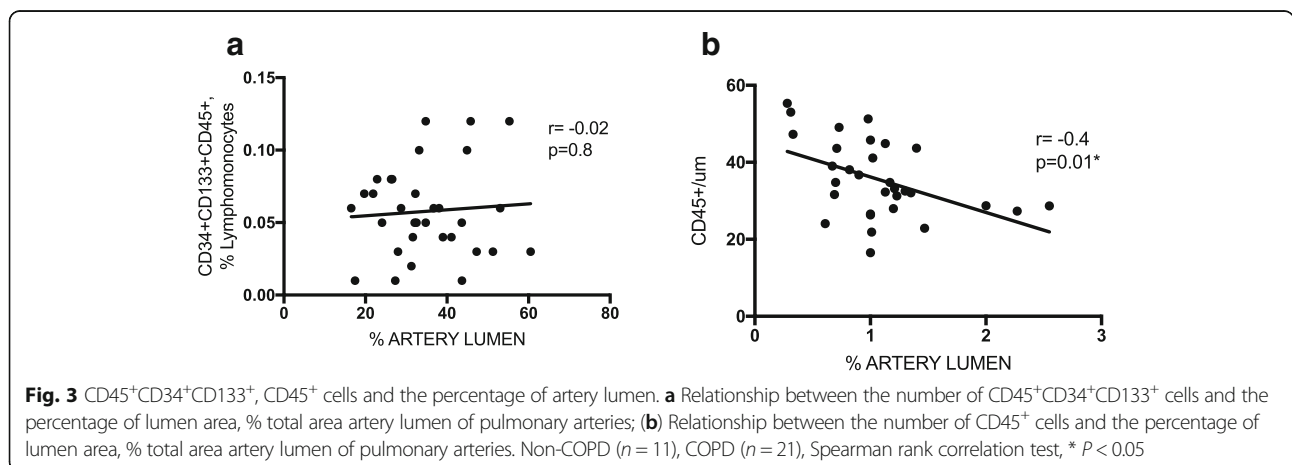 a
0.15
0.10
0.05
0.00
CD34+CD133+CD45+,
% Lymphomonocytes
r= -0.02
p=0.8
0 20 40 60 80
% ARTERY LUMEN
b
60
40
20
0
CD45+/um
r= -0.4
p=0.01*
0 1 2 3
% ARTERY LUMEN
Fig. 3 CD45+CD34+CD133+, CD45+ cells and the percentage of artery lumen. a Relationship between the number of CD45+CD34+CD133+ cells and the
percentage of lumen area, % total area artery lumen of pulmonary arteries; (b) Relationship between the number of CD45+ cells and the percentage of
lumen area, % total area artery lumen of pulmonary arteries. Non-COPD (n = 11), COPD (n = 21), Spearman rank correlation test, * P < 0.05